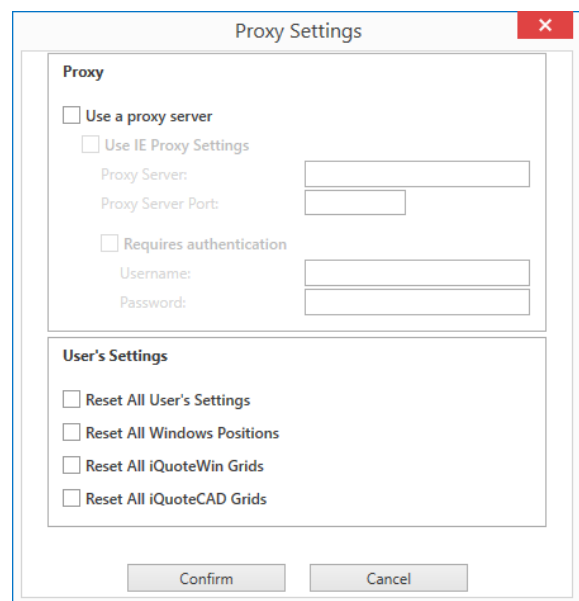 Proxy Settings
Proxy
Use a proxy server
Use IE Proxy Settings
Proxy Server:
Proxy Server Port:
Requires authentication
Username:
Password:
User's Settings
Reset All User's Settings
Reset All Windows Positions
Reset All iQuoteWin Grids
Reset All iQuoteCAD Grids
Confirm Cancel